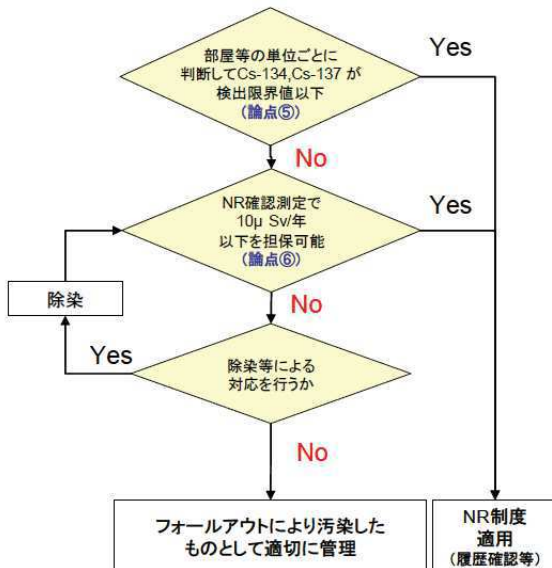 部屋等の単位ごとに
判断してCs-134,Cs-137 が
検出限界値以下
(論点⑤)
Yes
No
NR確認測定で
10μ Sv/年
以下を担保可能
(論点⑥)
Yes
No
除染
Yes
除染等による
対応を行うか
No
フォールアウトにより汚染した
ものとして適切に管理
NR制度
適用
(履歴確認等)